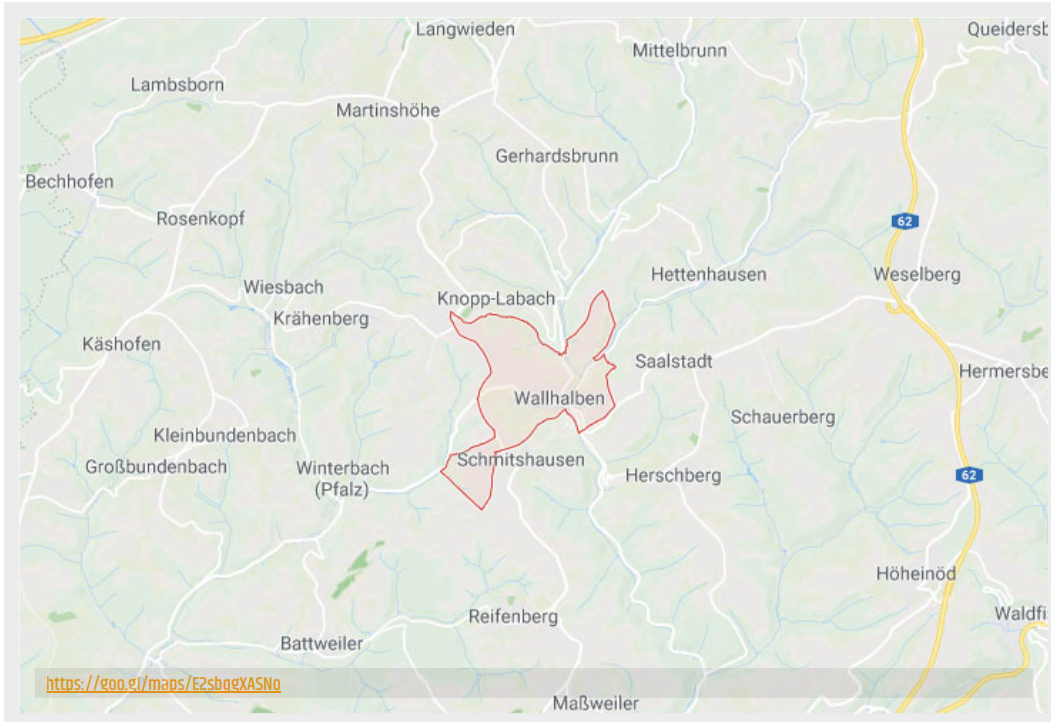 Langwieden
Queidersb
Mittelbrunn
Lambsborn
Martinshöhe
Gerhardsbrunn
Bechhofen
Rosenkopf
62
Hettenhausen
Weselberg
Wiesbach
Knopp-Labach
Krähenberg
Käshofen
Saalstadt
Hermersbe
Wallhalben
Schauerberg
Kleinbundenbach
Schmitshausen
Großbundenbach
Winterbach
(Pfalz)
Herschberg
62
Höheinöd
Waldfi
Reifenberg
Battweiler
https://goo.gl/maps/E2sbqgXASNo
Maßweiler